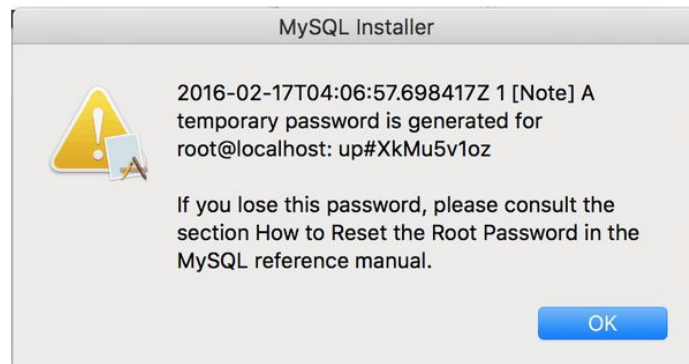 MySQL Installer
2016-02-17T04:06:57.698417Z 1 [Note] A
temporary password is generated for
root@localhost: up#XkMu5v1oz
If you lose this password, please consult the
section How to Reset the Root Password in the
MySQL reference manual.
OK